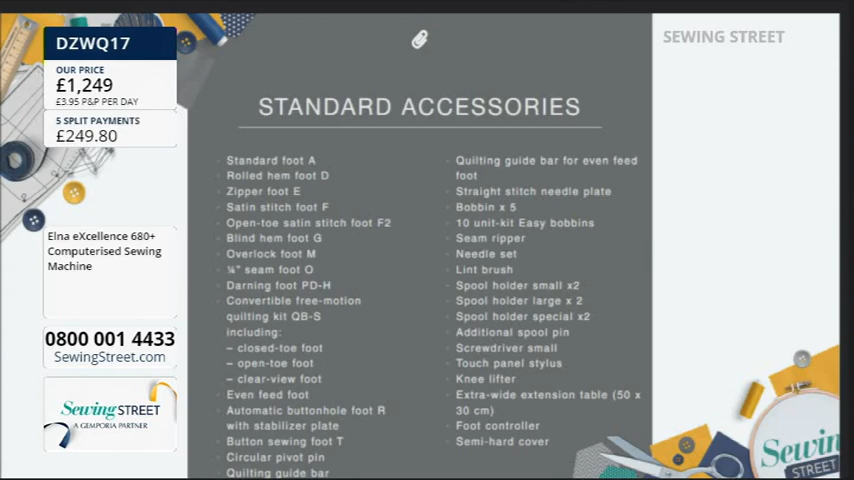 DZWQ17
OUR PRICE
£1,249
£3.95 P&P PER DAY
5 SPLIT PAYMENTS
£249.80
Elna eXcellence 680+
Computerised Sewing
Machine
0800 001 4433
SewingStreet.com
Sewing STREET
A GEMPORIA PARTNER
STANDARD ACCESSORIES
Standard foot A
Rolled hem foot D
Zipper foot E
Satin stitch foot F
Open-toe satin stitch foot F2
Blind hem foot G
Overlock foot M
¼" seam foot O
Darning foot PD-H
Convertible free-motion
quilting kit QB-S
including:
– closed-toe foot
– open-toe foot
– clear-view foot
Even feed foot
Automatic buttonhole foot R
with stabilizer plate
Button sewing foot T
Circular pivot pin
Quilting guide bar
Quilting guide bar for even feed
foot
Straight stitch needle plate
Bobbin x 5
10 unit-kit Easy bobbins
Seam ripper
Needle set
Lint brush
Spool holder small x2
Spool holder large x 2
Spool holder special x2
Additional spool pin
Screwdriver small
Touch panel stylus
Knee lifter
Extra-wide extension table (50 x
30 cm)
Foot controller
Semi-hard cover
SEWING STREET
Sewin
STREET